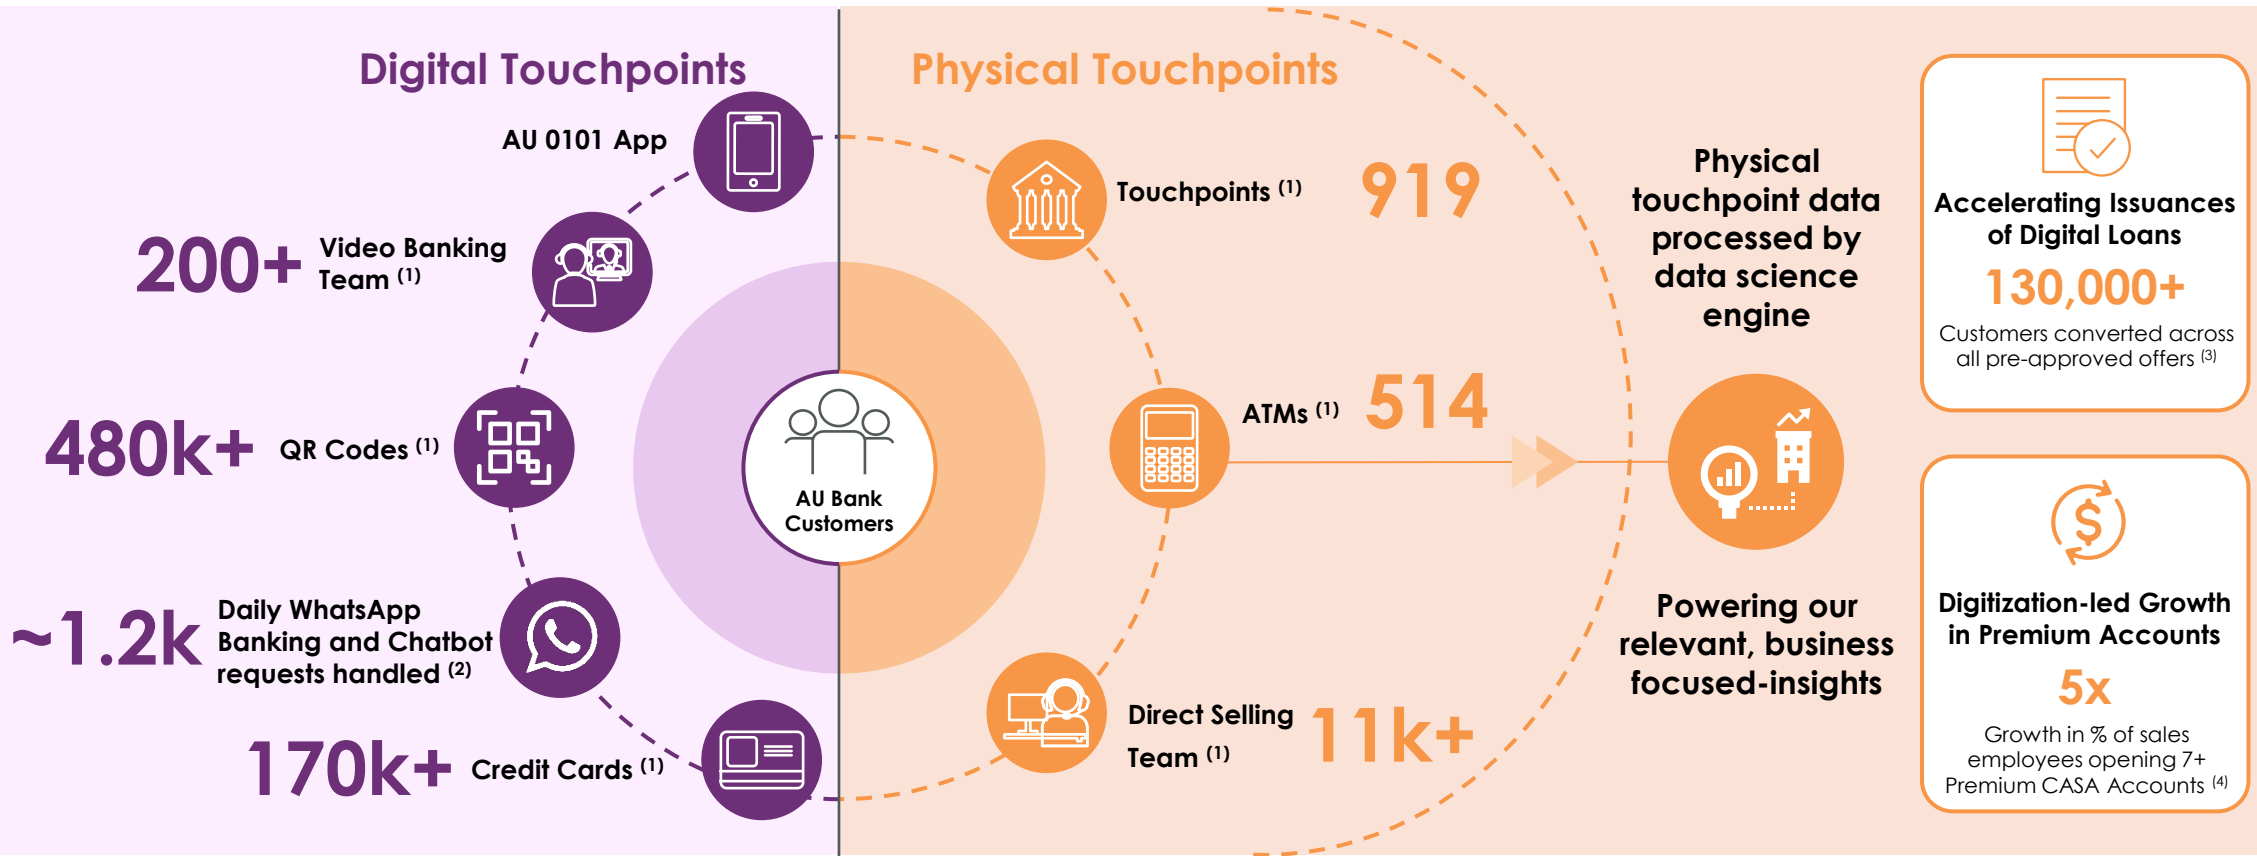 Digital Touchpoints
AU 0101 App
200+
Video Banking
Team (1)
480k+
QR Codes (1)
~1.2k
Daily WhatsApp
Banking and Chatbot
requests handled (2)
170k+
Credit Cards (1)
AU Bank
Customers
Physical Touchpoints
Touchpoints (1)
919
ATMs (1)
514
Direct Selling
Team (1)
11k+
Physical
touchpoint data
processed by
data science
engine
Powering our
relevant, business
focused-insights
Accelerating Issuances
of Digital Loans
130,000+
Customers converted across
all pre-approved offers (3)
$
Digitization-led Growth
in Premium Accounts
5x
Growth in % of sales
employees opening 7+
Premium CASA Accounts (4)